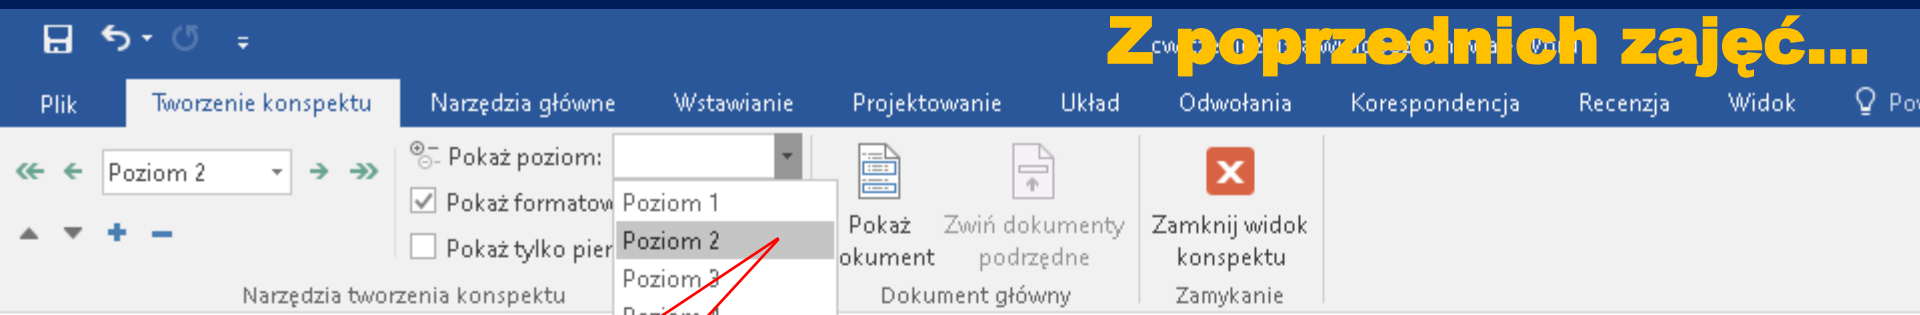 Z poprzednich zajęć...
Plik Tworzenie konspektu Narzędzia główne Wstawianie Projektowanie Układ Odwołania Korespondencja Recenzja Widok
Poziom 2
Pokaż poziom:
Pokaż formatow
Pokaż tylko pier
Poziom 1
Poziom 2
Poziom 3
Narzędzia tworzenia konspektu
Pokaż
okument
Zwiń dokumenty
podrzędne
Dokument główny
Zamknij widok
konspektu
Zamykanie